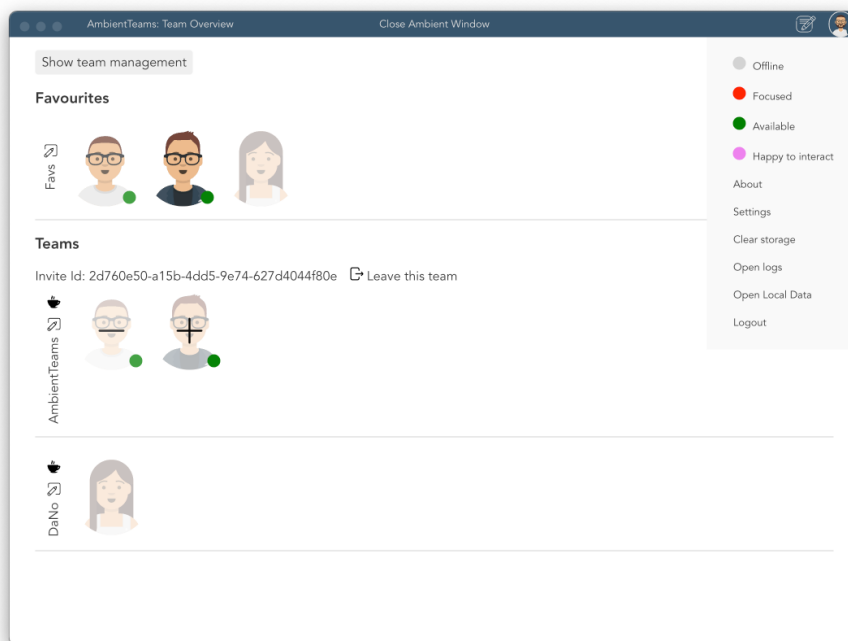 AmbientTeams: Team Overview
Close Ambient Window
Show team management
Favourites
Favs
Teams
Invite Id: 2d760e50-a15b-4dd5-9e74-627d4044f80e
Leave this team
AmbientTeams
DaNo
Offline
Focused
Available
Happy to interact
About
Settings
Clear storage
Open logs
Open Local Data
Logout